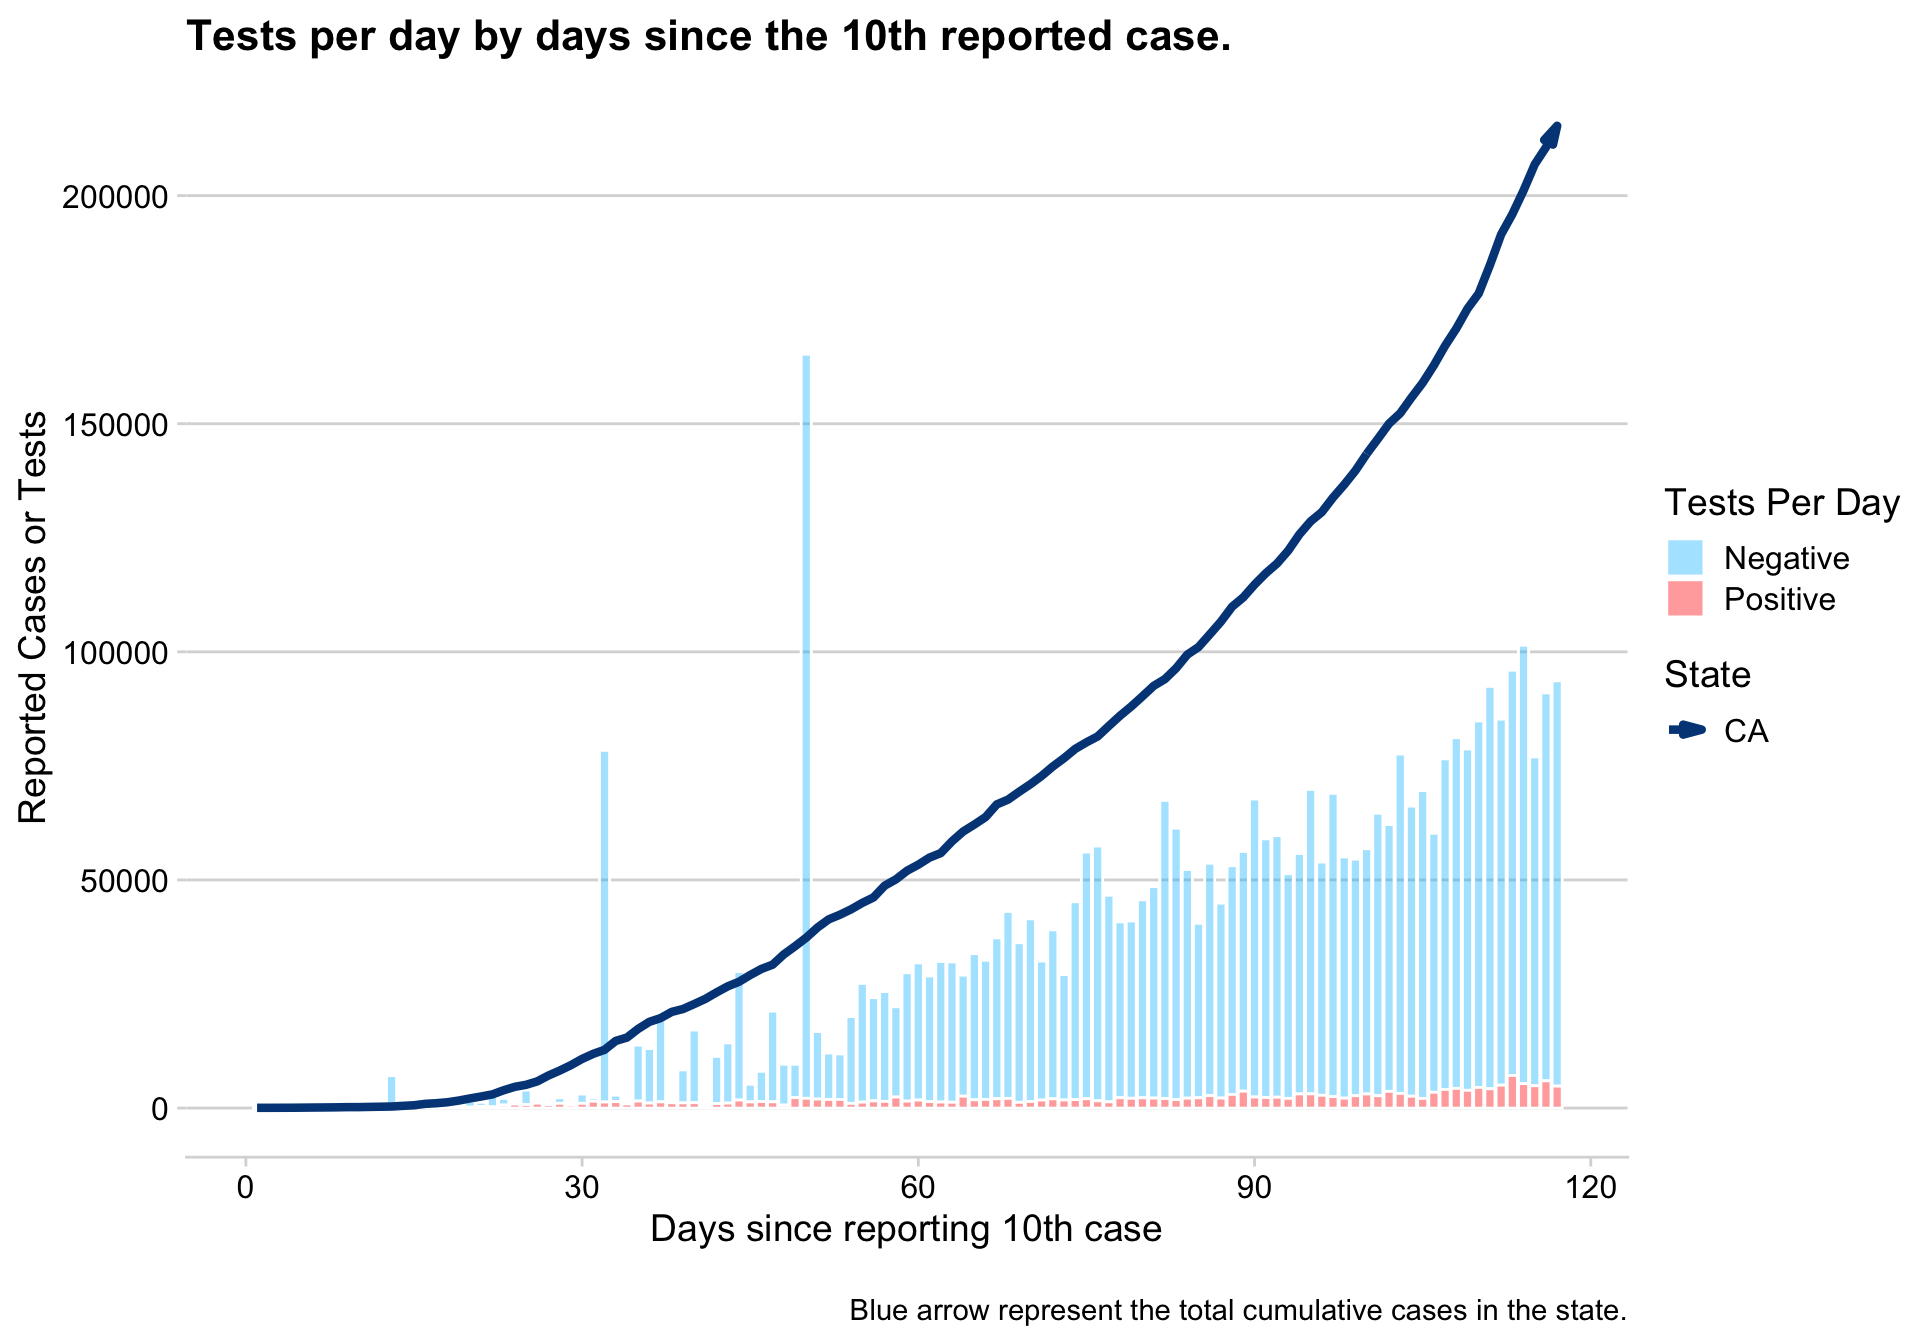 Tests per day by days since the 10th reported case.
Reported Cases or Tests
200000
150000
100000
50000
0
0 30 60 90 120
Days since reporting 10th case
Tests Per Day
Negative
Positive
State
CA
Blue arrow represent the total cumulative cases in the state.